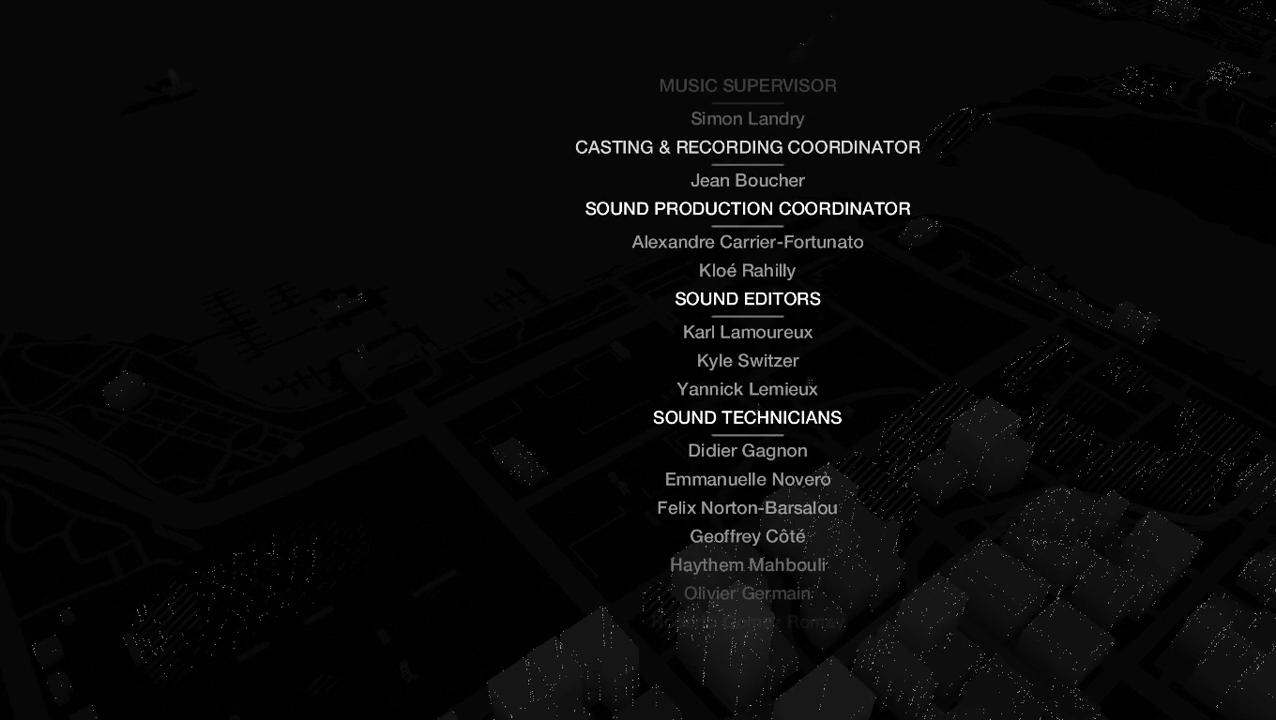 MUSIC SUPERVISOR
Simon Landry
CASTING & RECORDING COORDINATOR
Jean Boucher
SOUND PRODUCTION COORDINATOR
Alexandre Carrier-Fortunato
Kloé Rahilly
SOUND EDITORS
Karl Lamoureux
Kyle Switzer
Yannick Lemieux
SOUND TECHNICIANS
Didier Gagnon
Emmanuelle Novero
Felix Norton-Barsalou
Geoffrey Côté
Haythem Mahbouli
Olivier Germain